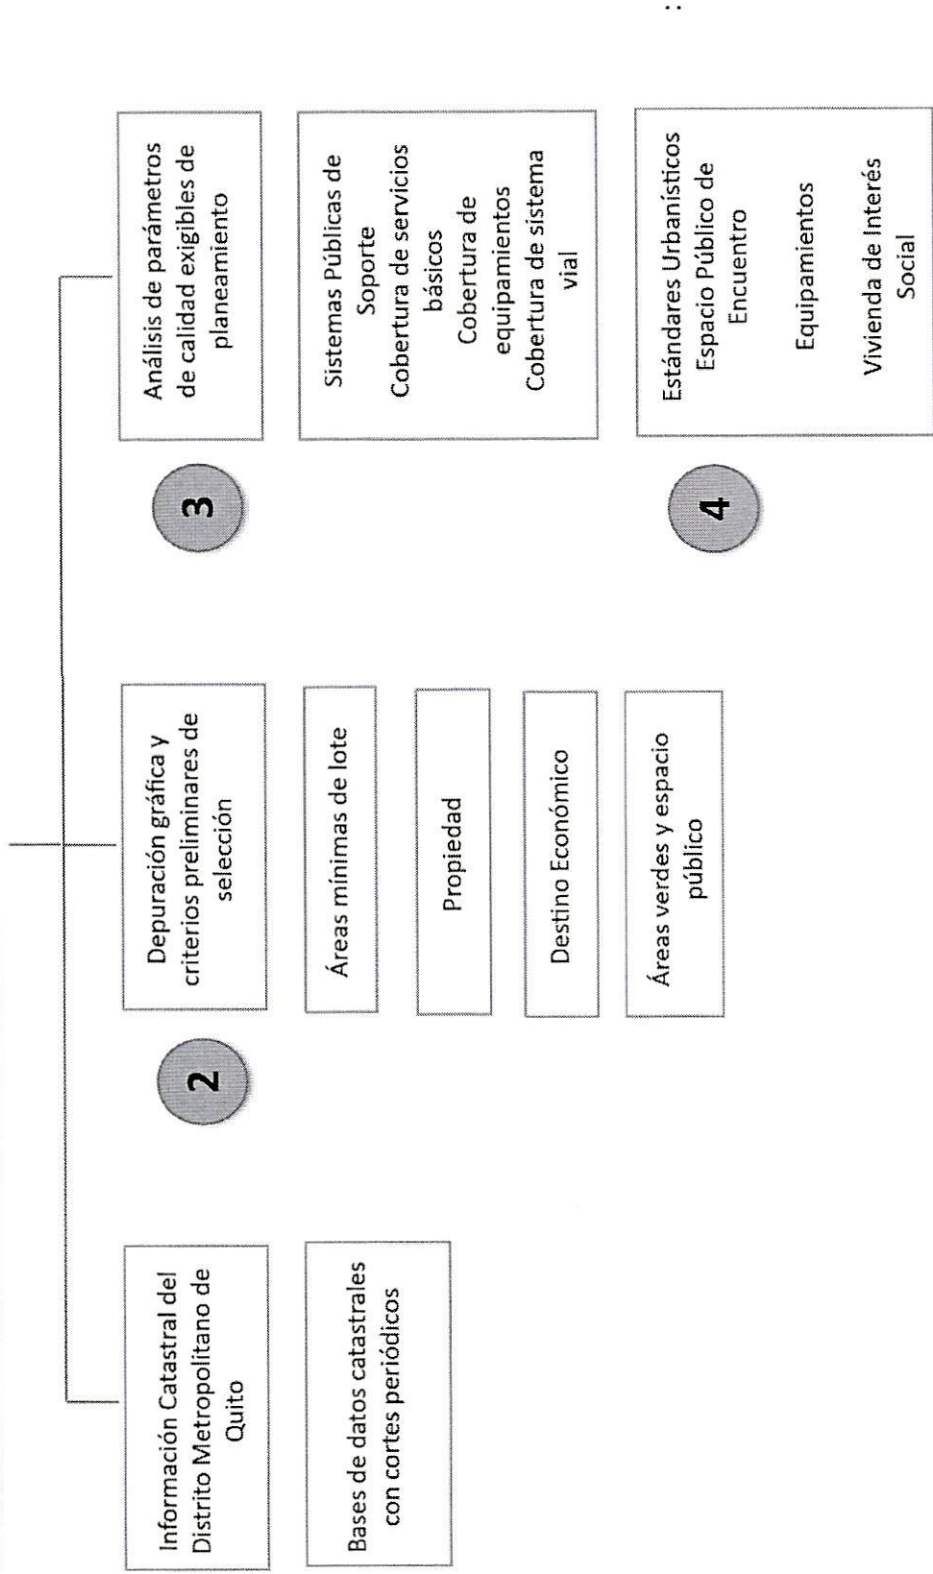 Información Catastral del
Distrito Metropolitano de
Quito
Bases de datos catastrales
con cortes periódicos
2
Depuración gráfica y
criterios preliminares de
selección
Áreas mínimas de lote
Propiedad
Destino Económico
Áreas verdes y espacio
público
3
Análisis de parámetros
de calidad exigibles de
planeamiento
Sistemas Públicas de
Soporte
Cobertura de servicios
básicos
Cobertura de
equipamientos
Cobertura de sistema
vial
4
Estándares Urbanísticos
Espacio Público de
Encuentro
Equipamientos
Vivienda de Interés
Social